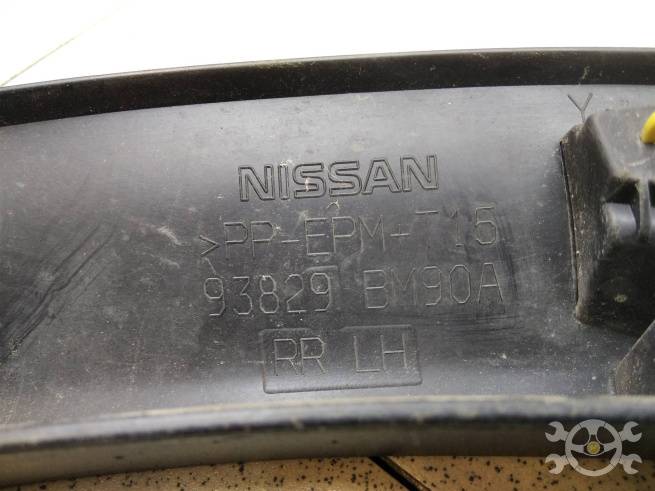 NISSAN
>PP-EPM-T15
93829 BM90A
RR LH